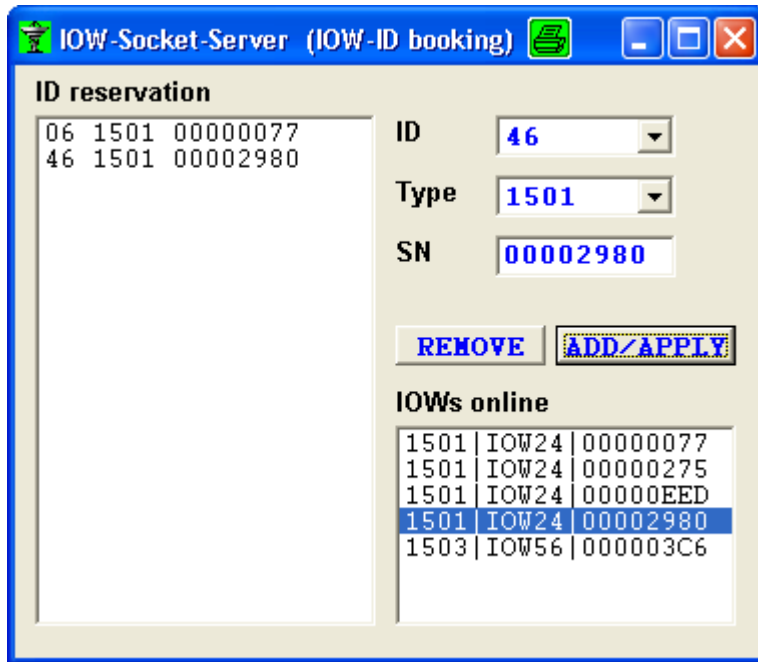 IOW-Socket-Server (IOW-ID booking)
ID reservation
06 1501 00000077
46 1501 00002980
ID 46
Type 1501
SN 00002980
REMOVE ADD/APPLY
IOWs online
1501|IOW24|00000077
1501|IOW24|00000275
1501|IOW24|00000EED
1501|IOW24|00002980
1503|IOW56|000003C6